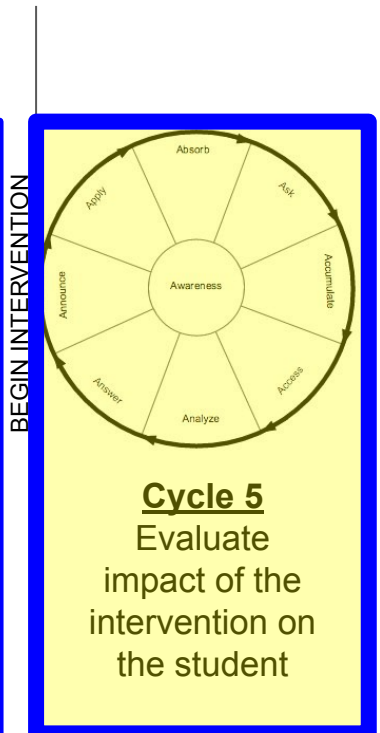 BEGIN INTERVENTION
Absorb
Ask
Accumulate
Access
Analyze
Answer
Announce
Apply
Awareness
Cycle 5
Evaluate
impact of the
intervention on
the student